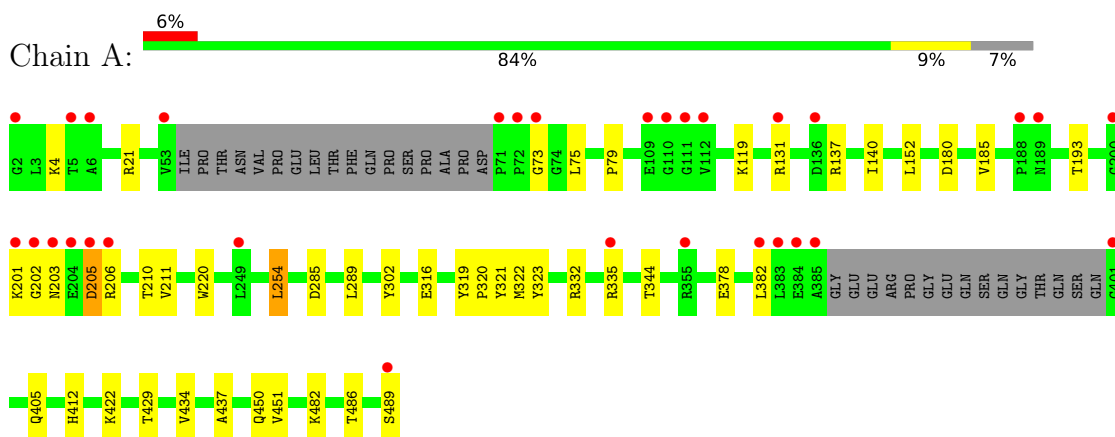 6%
Chain A:
84% 9% 7%
G2 L3 K4 T5 A6 R21 V53 ILE PRO THR ASN VAL PRO GLU LEU THR PHE GLN PRO SER PRO ALA PRO ASP P71 P72 G73 G74 L75 P79 E109 G110 G111 V112 K119 R131 D136 R137 I140 L152 D180 V185 P188 N189 T193
K201 G202 N203 E204 D205 R206 T210 V211 W220 L249 L254 D285 L289 Y302 E316 Y319 P320 Y321 M322 Y323 R332 R335 T344 R355 E378 L382 L383 E384 A385 GLY GLU GLU ARG PRO GLY GLU GLN SER GLN GLY THR GLN SER GLN
Q405 H412 K422 T429 V434 A437 Q450 V451 K482 T486 S489